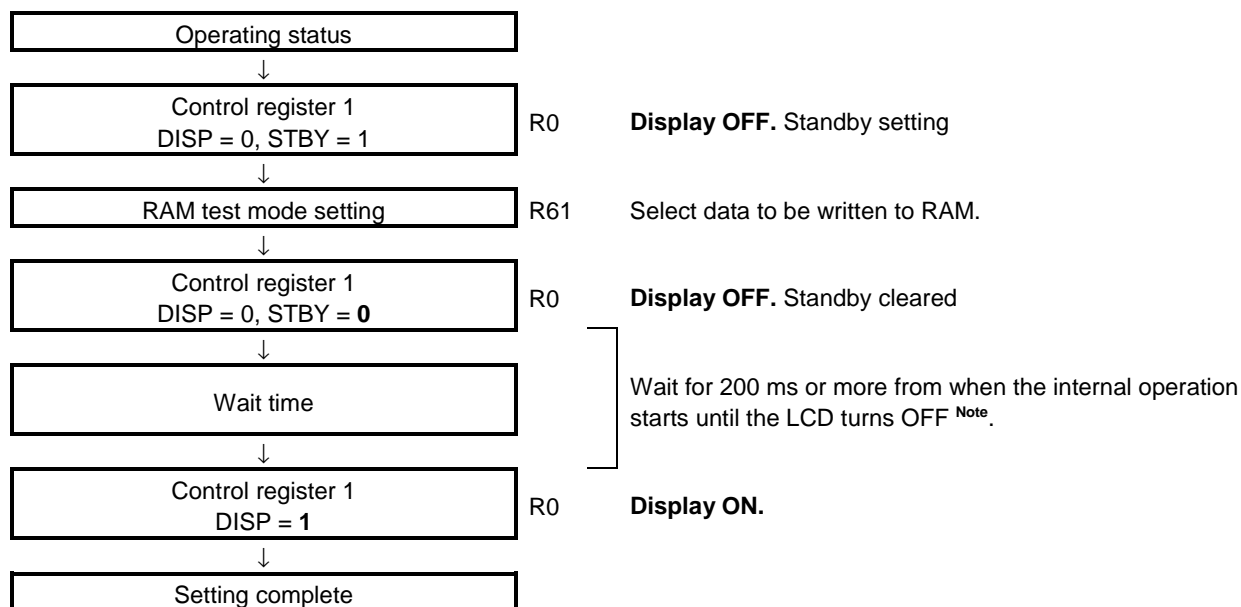 Operating status
↓
Control register 1
DISP = 0, STBY = 1
R0
Display OFF. Standby setting
↓
RAM test mode setting
R61
Select data to be written to RAM.
↓
Control register 1
DISP = 0, STBY = 0
R0
Display OFF. Standby cleared
↓
Wait time
Wait for 200 ms or more from when the internal operation
starts until the LCD turns OFF Note.
↓
Control register 1
DISP = 1
R0
Display ON.
↓
Setting complete